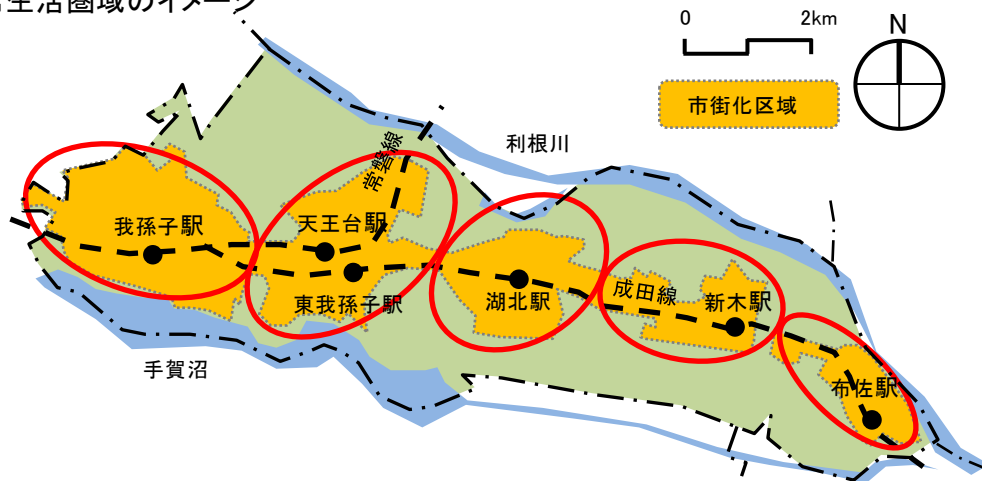 生活圏域のイメージ
0 2km
N
市街化区域
利根川
常磐線
我孫子駅
天王台駅
東我孫子駅
湖北駅
成田線
新木駅
布佐駅
手賀沼